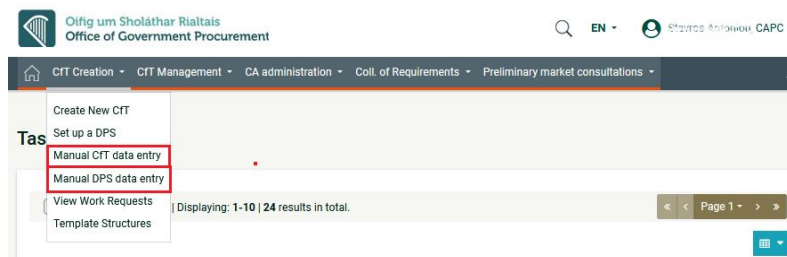 Oifig um Sholáthar Rialtais
Office of Government Procurement
EN
CAPC
CfT Creation CfT Management CA administration Coll. of Requirements Preliminary market consultations
Create New CfT
Set up a DPS
Tas
Manual CfT data entry
Manual DPS data entry
View Work Requests
| Displaying: 1-10 | 24 results in total.
« ‹ Page 1 › »
Template Structures